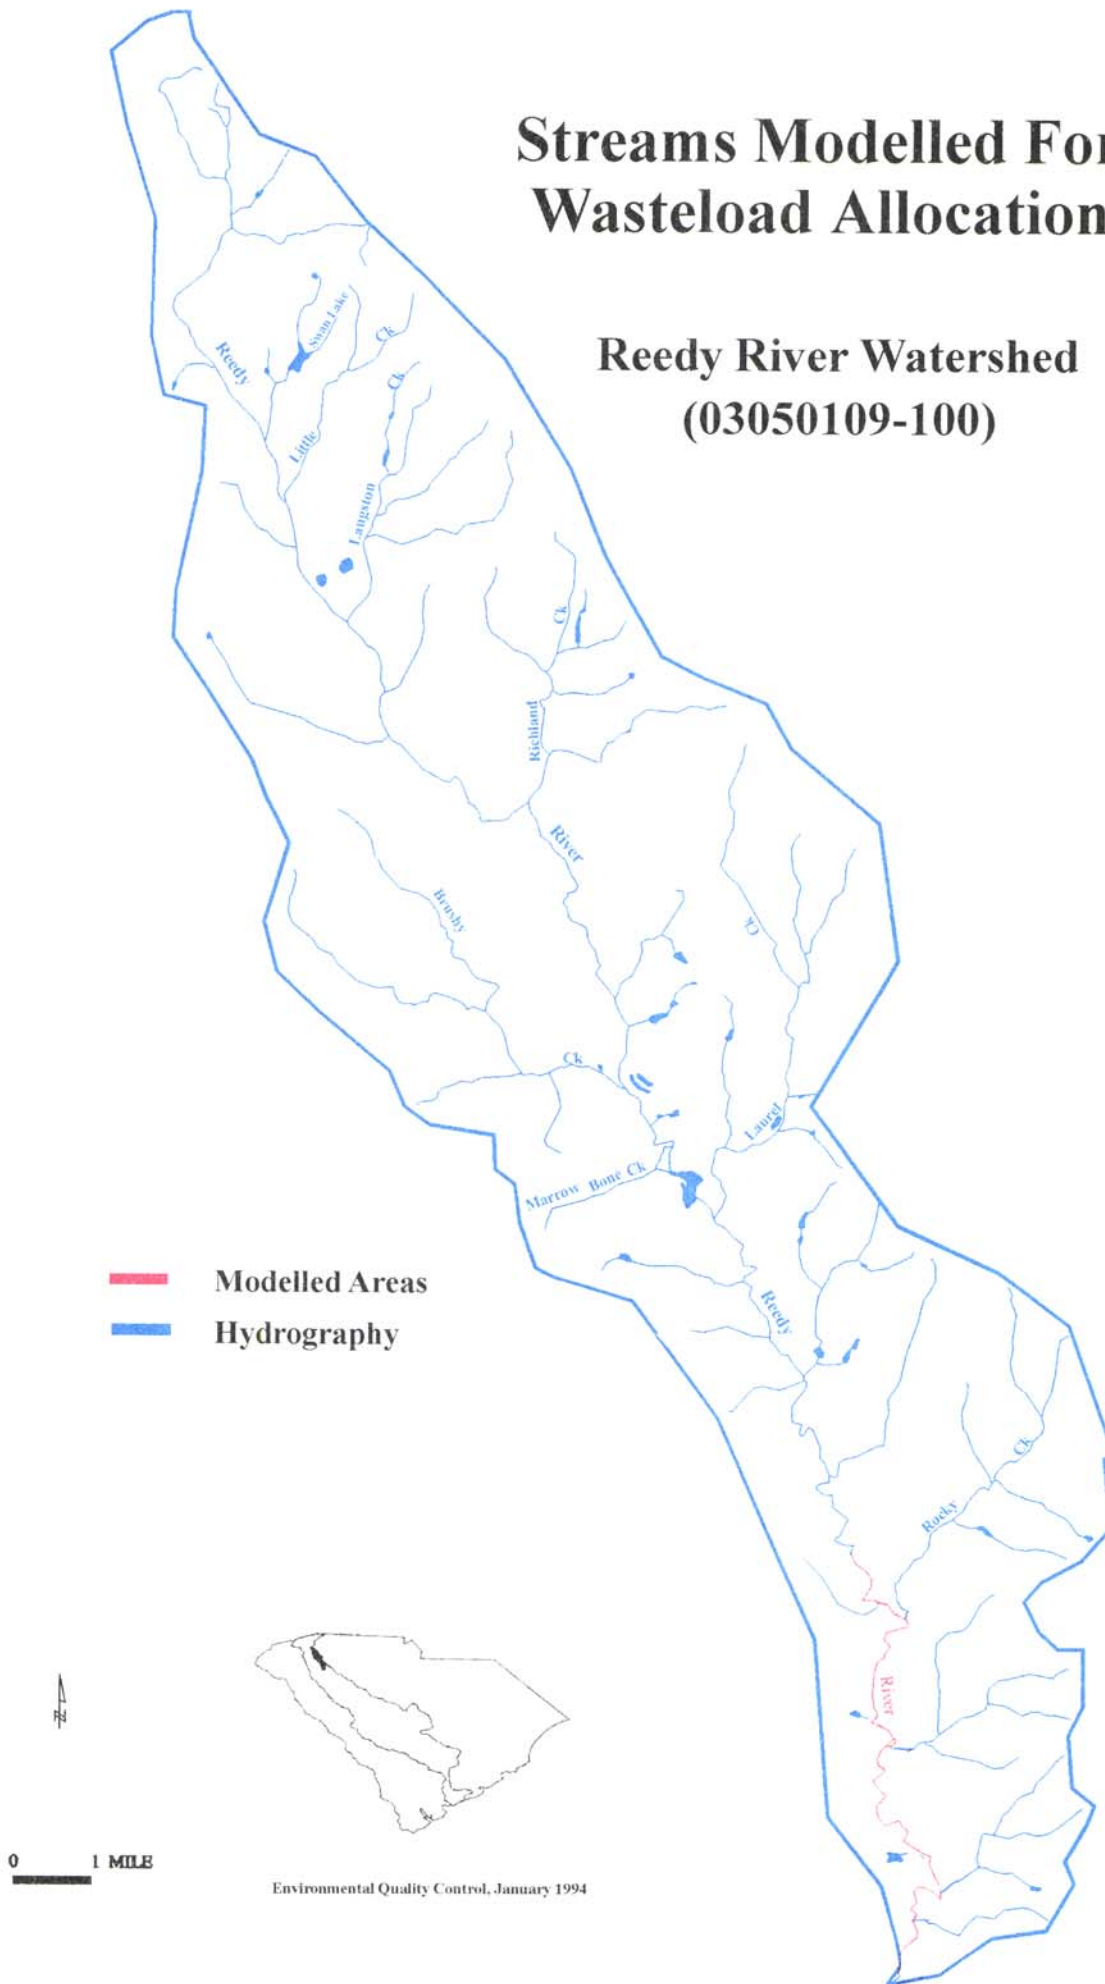 Streams Modelled For
Wasteload Allocation
Reedy River Watershed
(03050109-100)
Swan Lake
Ck
Reedy
Ck
Little
Langston
Ck
Richland
River
Brushy
Ck
Ck
Laurel
Marrow Bone Ck
Modelled Areas
Reedy
Hydrography
Ck
Rocky
River
N
0 1 MILE
Environmental Quality Control, January 1994